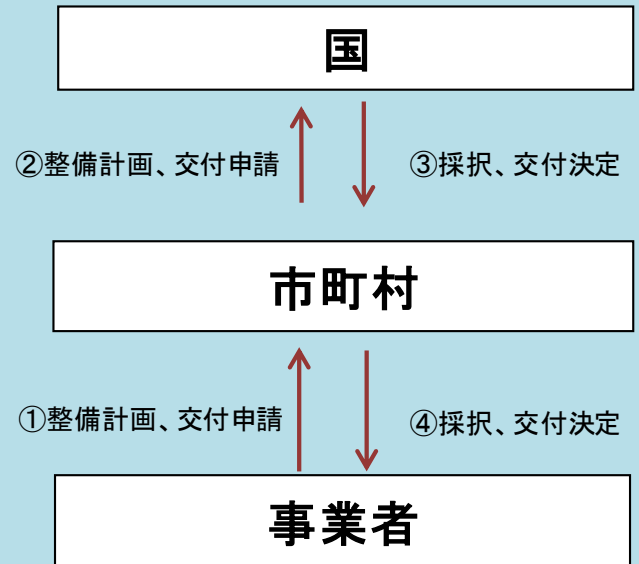 国
②整備計画、交付申請
③採択、交付決定
市町村
①整備計画、交付申請
④採択、交付決定
事業者